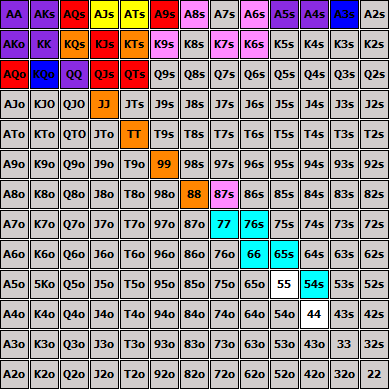 AA AKs AQs AJs ATs A9s A8s A7s A6s A5s A4s A3s A2s
AKo KK KQs KJs KTs K9s K8s K7s K6s K5s K4s K3s K2s
AQo KQo QQ QJs QTs Q9s Q8s Q7s Q6s Q5s Q4s Q3s Q2s
AJo KJO QJO JJ JTs J9s J8s J7s J6s J5s J4s J3s J2s
ATo KTo QTO JTo TT T9s T8s T7s T6s T5s T4s T3s T2s
A9o K9o Q9o J9o T9o 99 98s 97s 96s 95s 94s 93s 92s
A8o K8o Q8o J8o T8o 98o 88 87s 86s 85s 84s 83s 82s
A7o K7o Q7o J7o T7o 97o 87o 77 76s 75s 74s 73s 72s
A6o K6o Q6o J6o T6o 96o 86o 76o 66 65s 64s 63s 62s
A5o 5Ko Q5o J5o T5o 95o 85o 75o 65o 55 54s 53s 52s
A4o K4o Q4o J4o T4o 94o 84o 74o 64o 54o 44 43s 42s
A3o K3o Q3o J3o T3o 93o 83o 73o 63o 53o 43o 33 32s
A2o K2o Q2o J2o T2o 92o 82o 72o 62o 52o 42o 32o 22